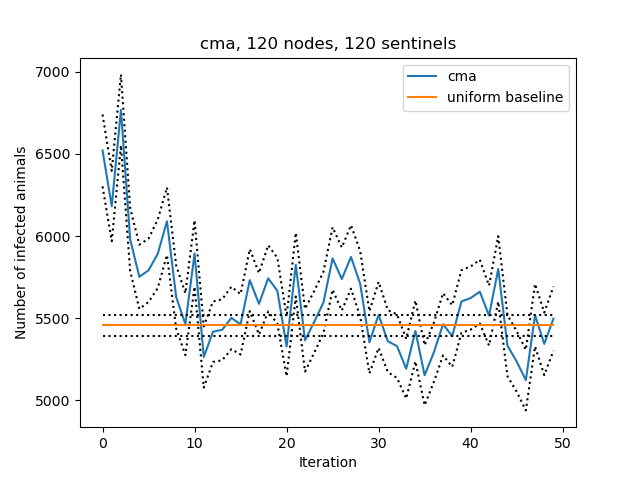 cma, 120 nodes, 120 sentinels
cma
uniform baseline
Number of infected animals
7000
6500
6000
5500
5000
0
10
20
30
40
50
Iteration